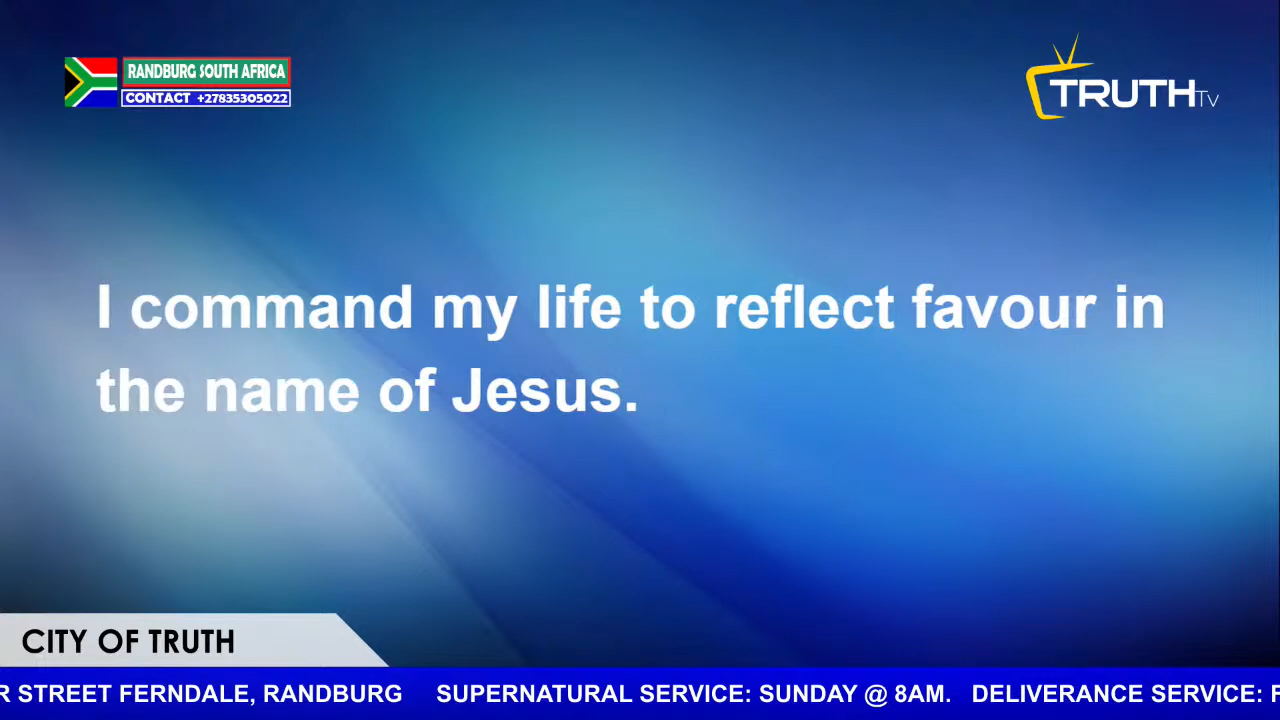 RANDBURG SOUTH AFRICA
CONTACT +27835305022
TRUTH TV
I command my life to reflect favour in
the name of Jesus.
CITY OF TRUTH
STREET FERNDALE, RANDBURG SUPERNATURAL SERVICE: SUNDAY @ 8AM. DELIVERANCE SERVICE: